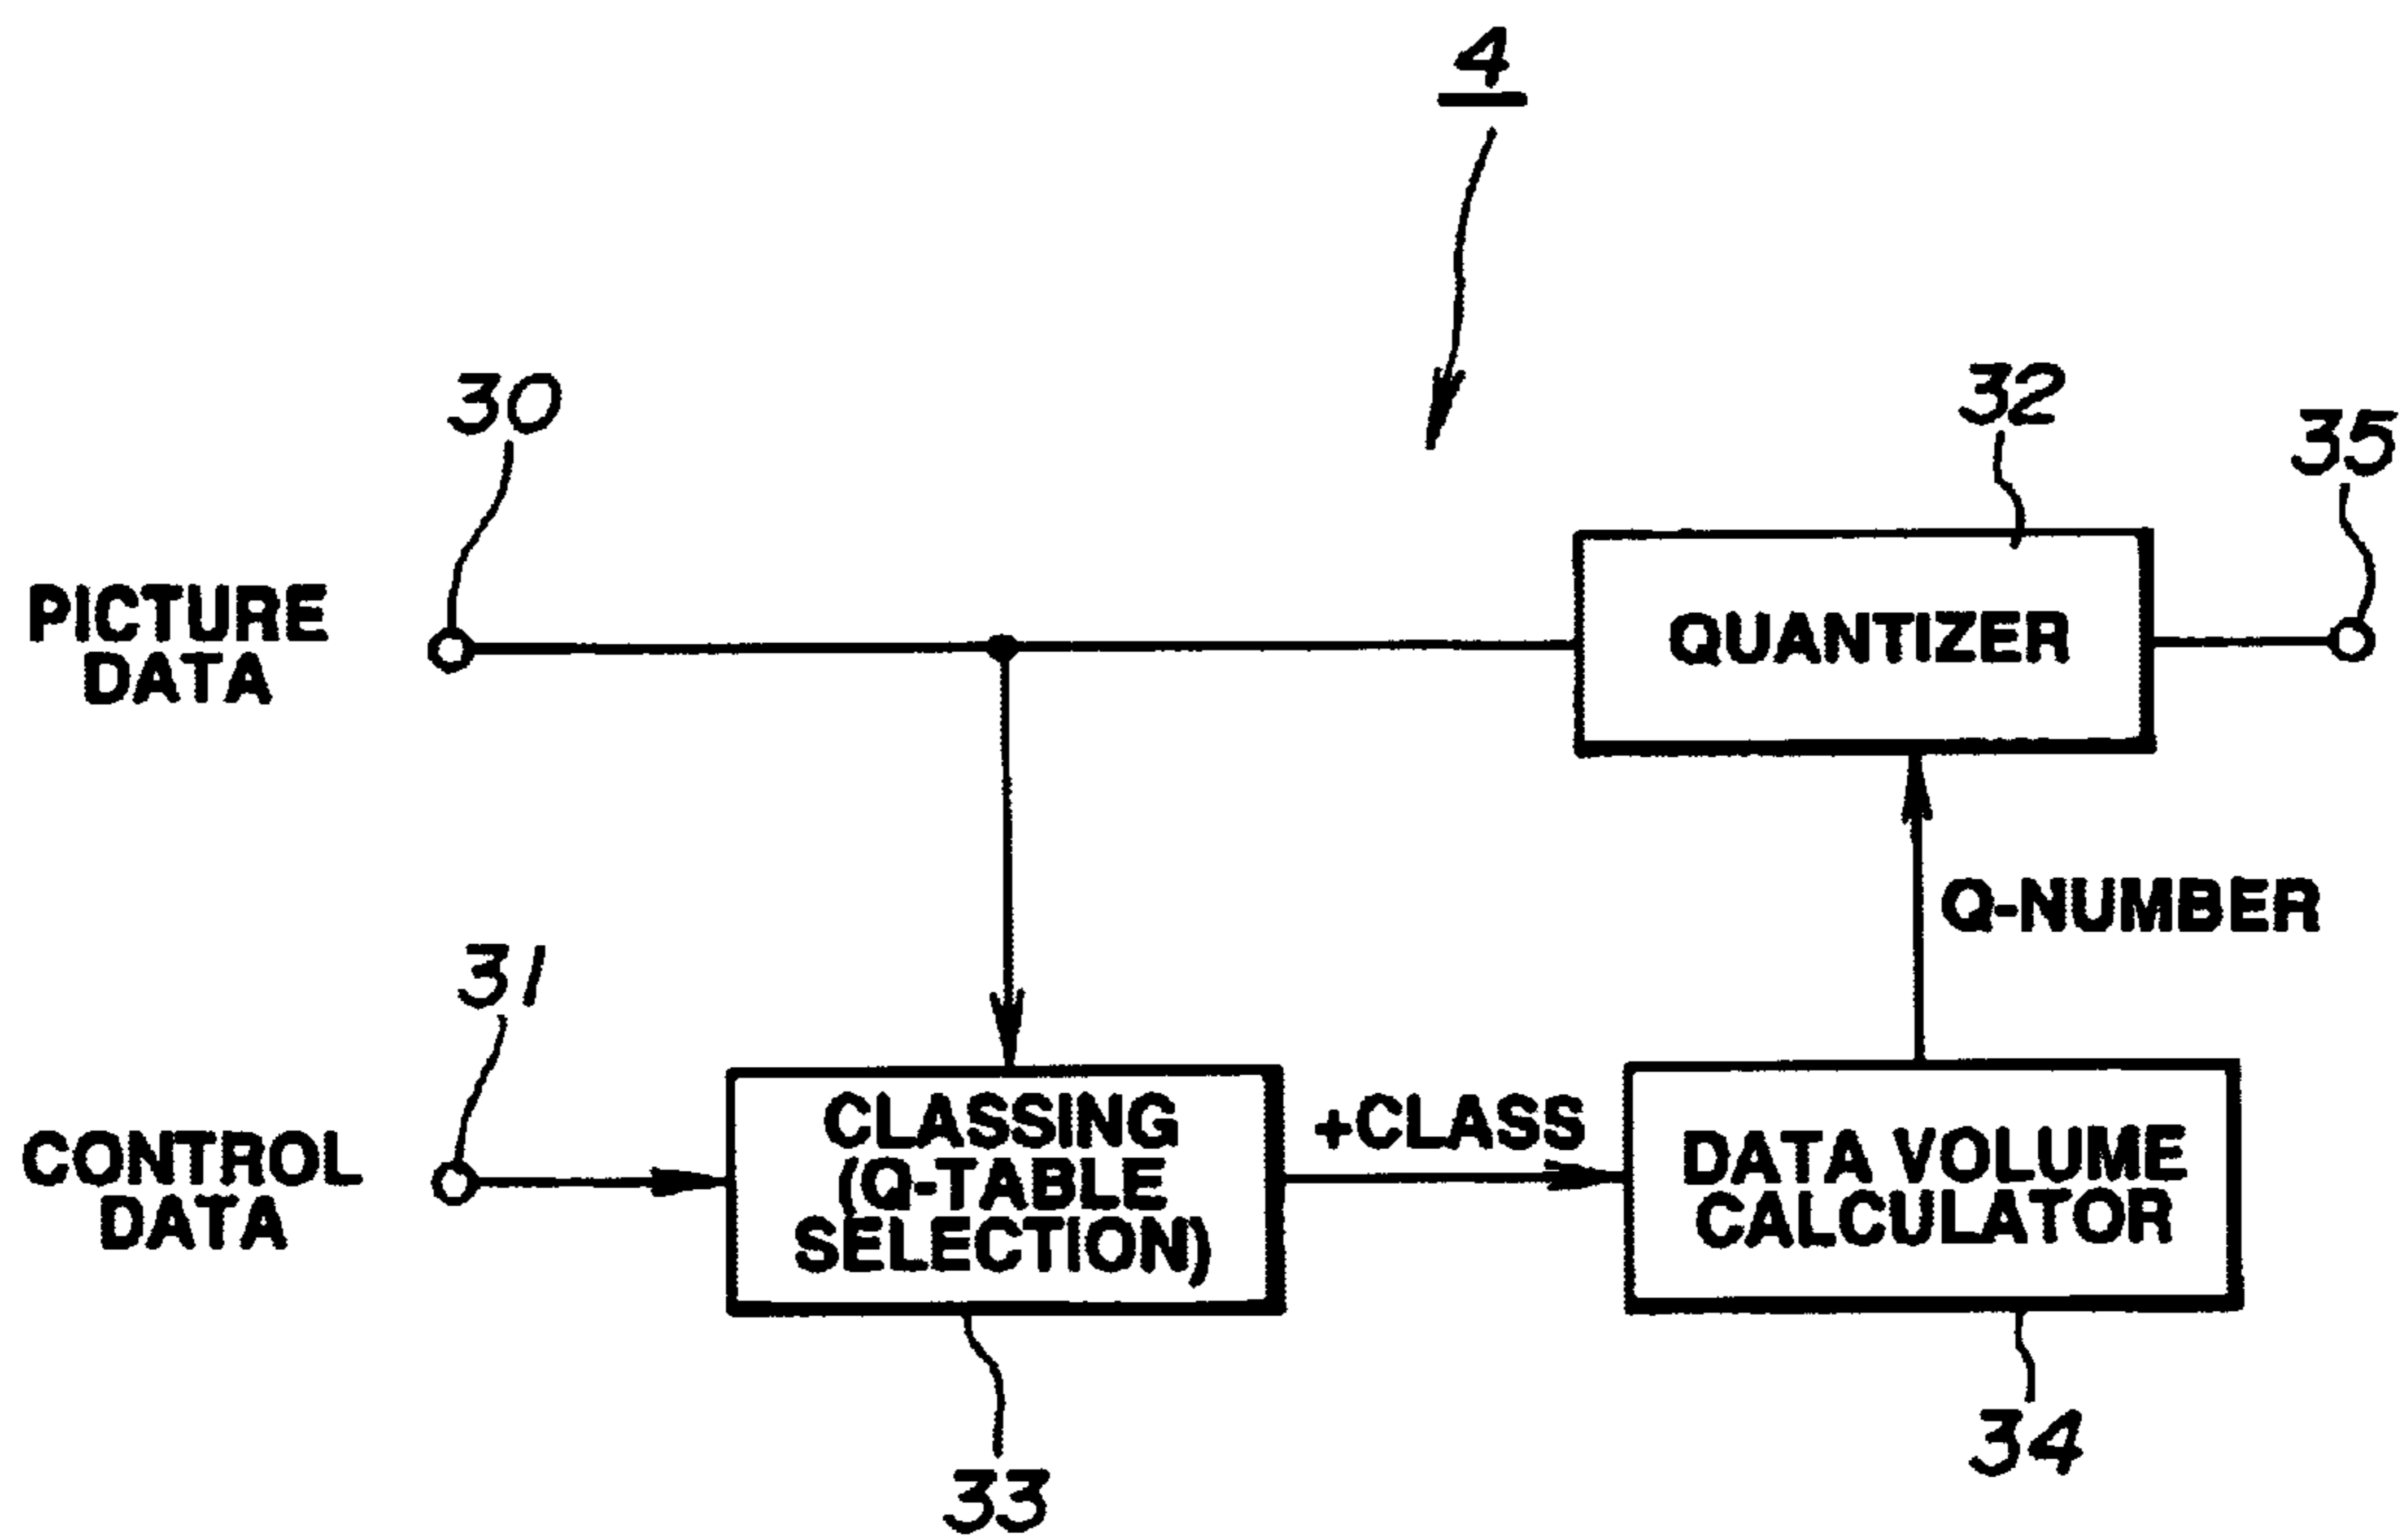 4
30
32
35
PICTURE
DATA
QUANTIZER
Q-NUMBER
31
CONTROL
DATA
CLASSING
(Q-TABLE
SELECTION)
+CLASS
DATA VOLUME
CALCULATOR
33
34